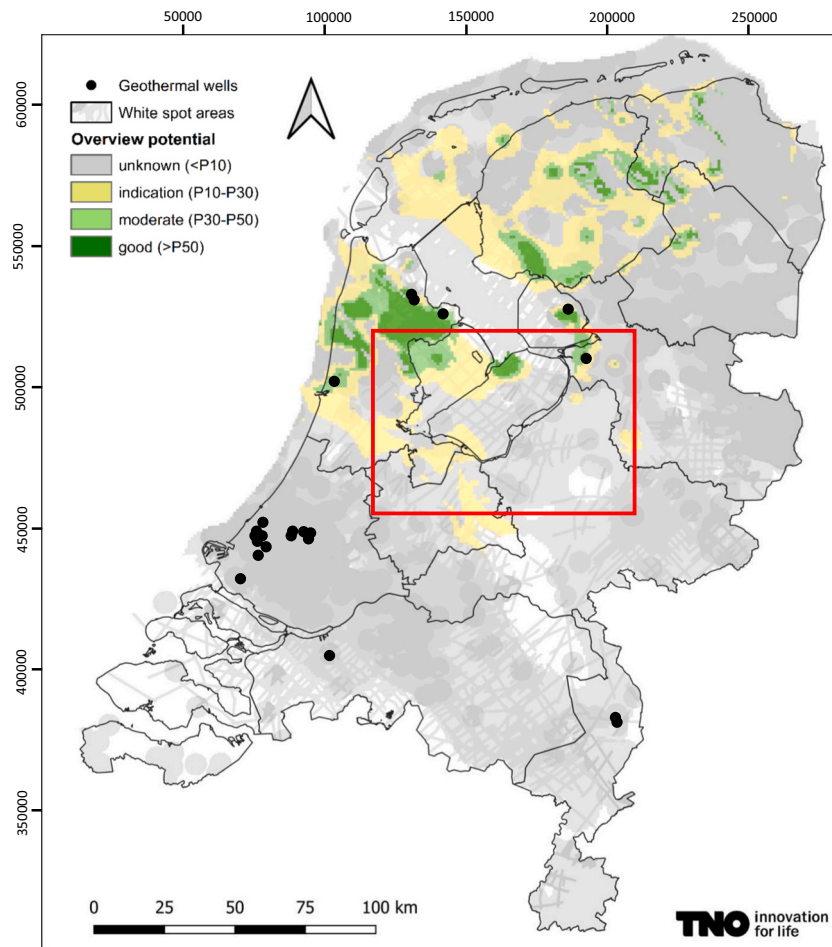 50000 100000 150000 200000 250000
Geothermal wells
White spot areas
Overview potential
unknown (<P10)
indication (P10-P30)
moderate (P30-P50)
good (>P50)
600000
550000
500000
450000
400000
350000
0 25 50 75 100 km
TNO innovation
for life